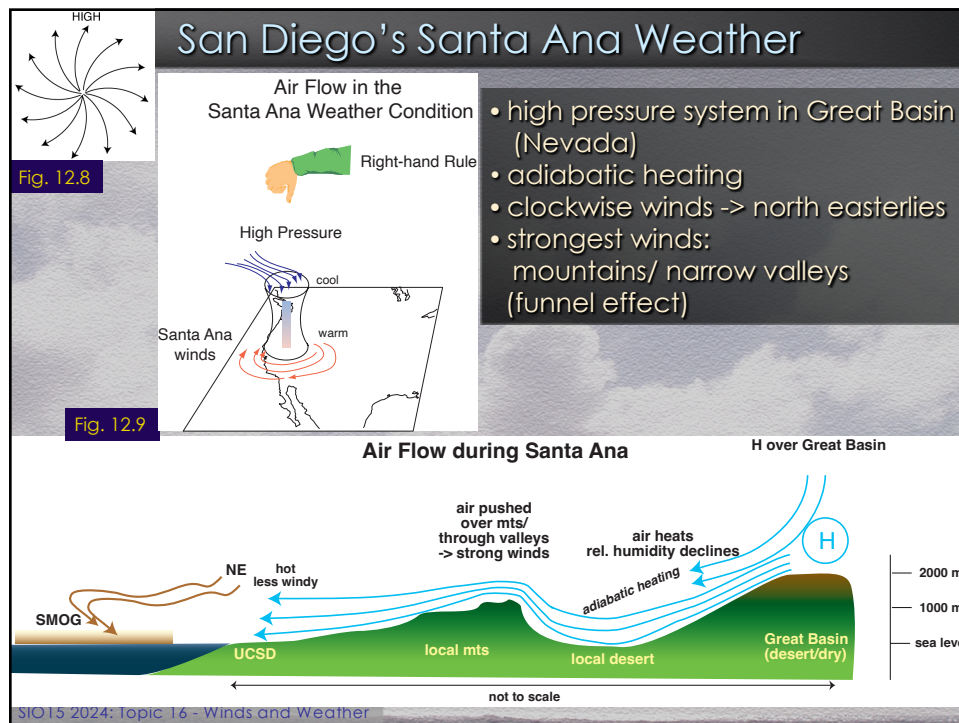 San Diego's Santa Ana Weather
HIGH
Fig. 12.8
Air Flow in the
Santa Ana Weather Condition
Right-hand Rule
High Pressure
cool
warm
Santa Ana
winds
Fig. 12.9
• high pressure system in Great Basin
(Nevada)
• adiabatic heating
• clockwise winds -> north easterlies
• strongest winds:
mountains/ narrow valleys
(funnel effect)
Air Flow during Santa Ana
H over Great Basin
air pushed
over mts/
through valleys
-> strong winds
air heats
rel. humidity declines
adiabatic heating
H
NE
hot
less windy
SMOG
UCSD
local mts
local desert
Great Basin
(desert/dry)
2000 m
1000 m
sea leve
not to scale
SIO15 2024: Topic 16 - Winds and Weather